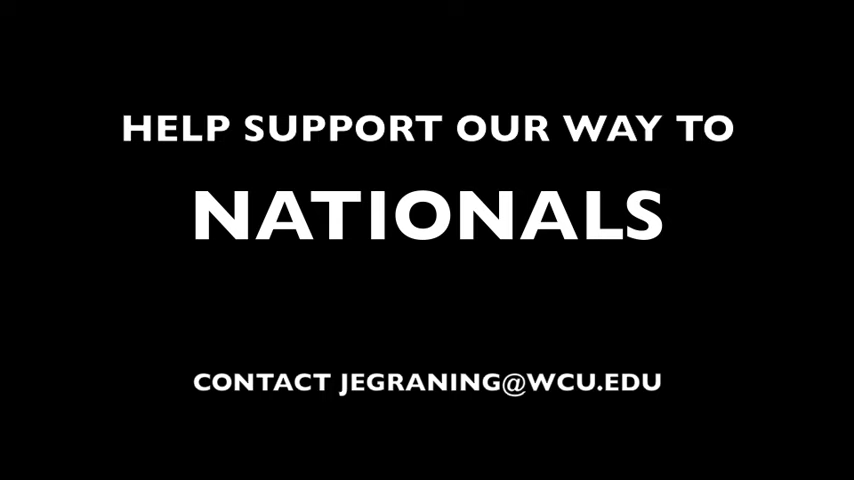 HELP SUPPORT OUR WAY TO
NATIONALS
CONTACT JEGRANING@WCU.EDU